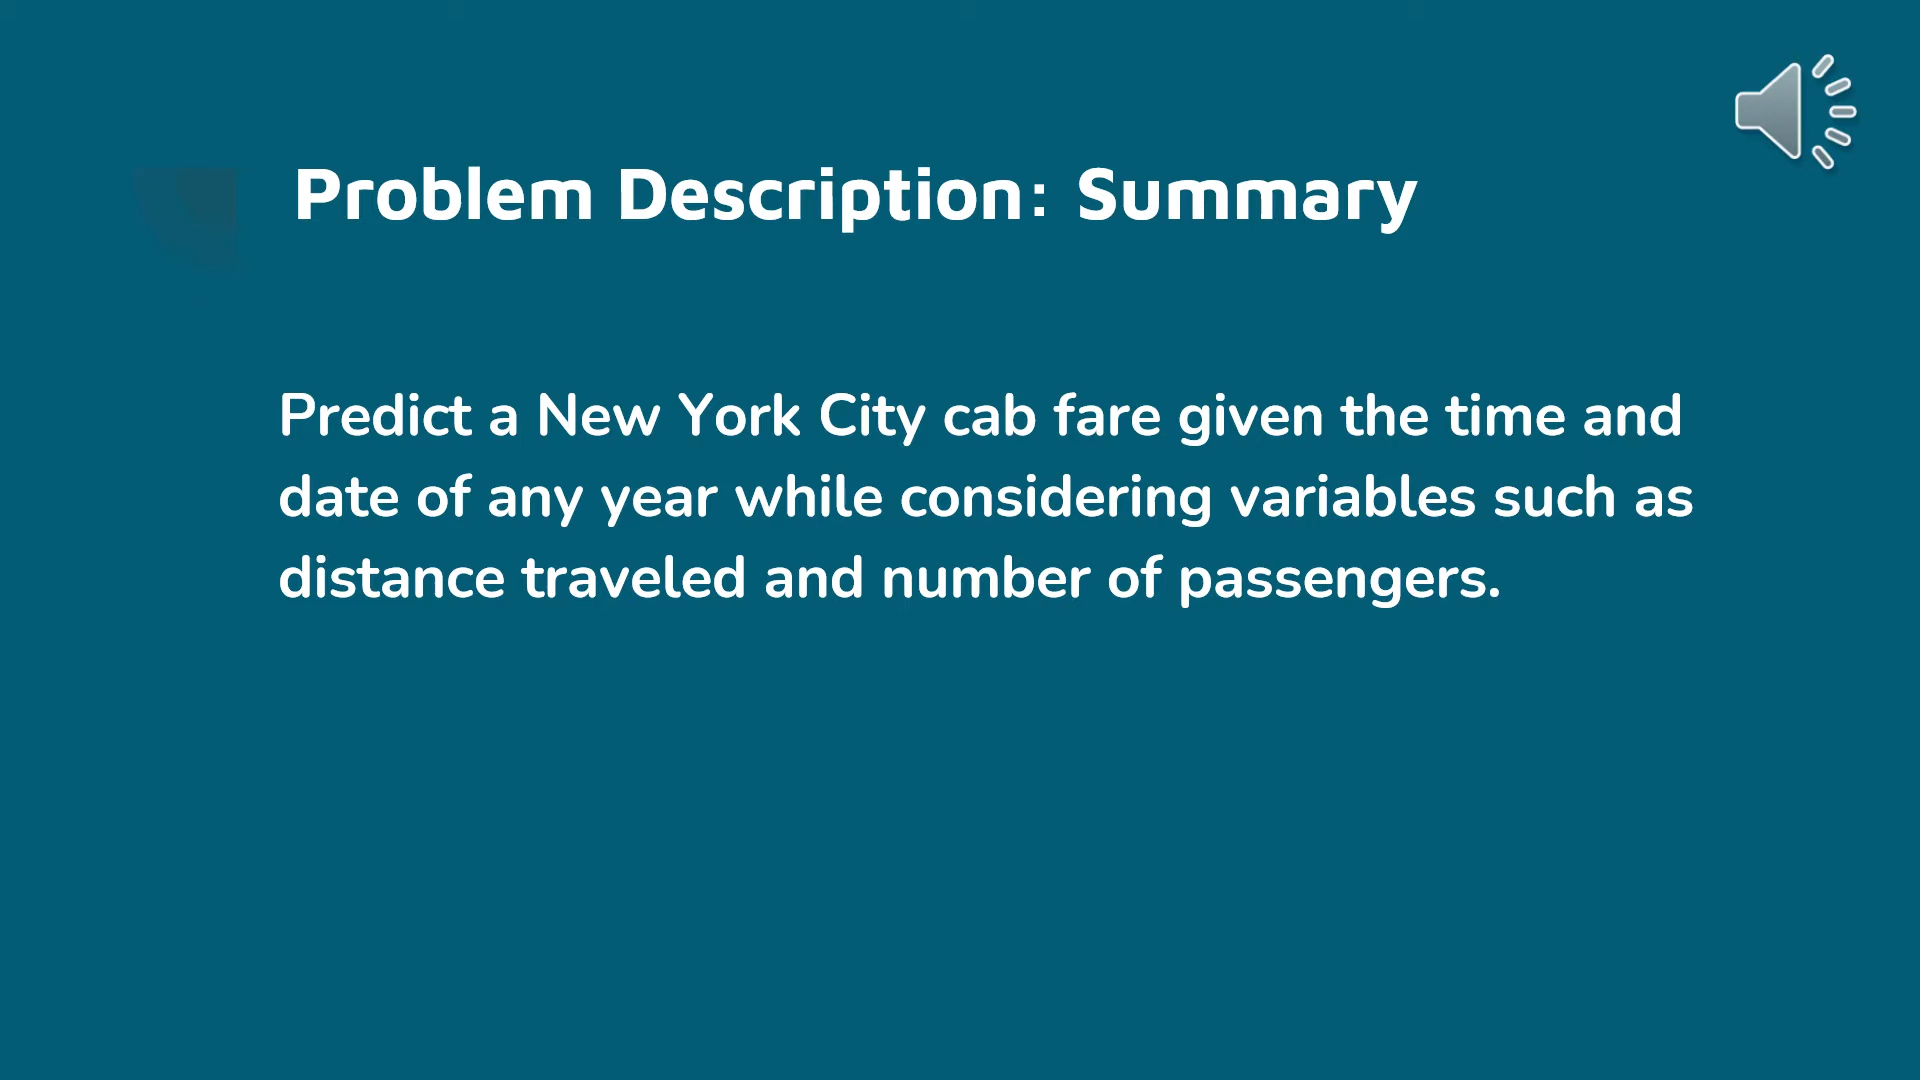 Problem Description: Summary
Predict a New York City cab fare given the time and
date of any year while considering variables such as
distance traveled and number of passengers.